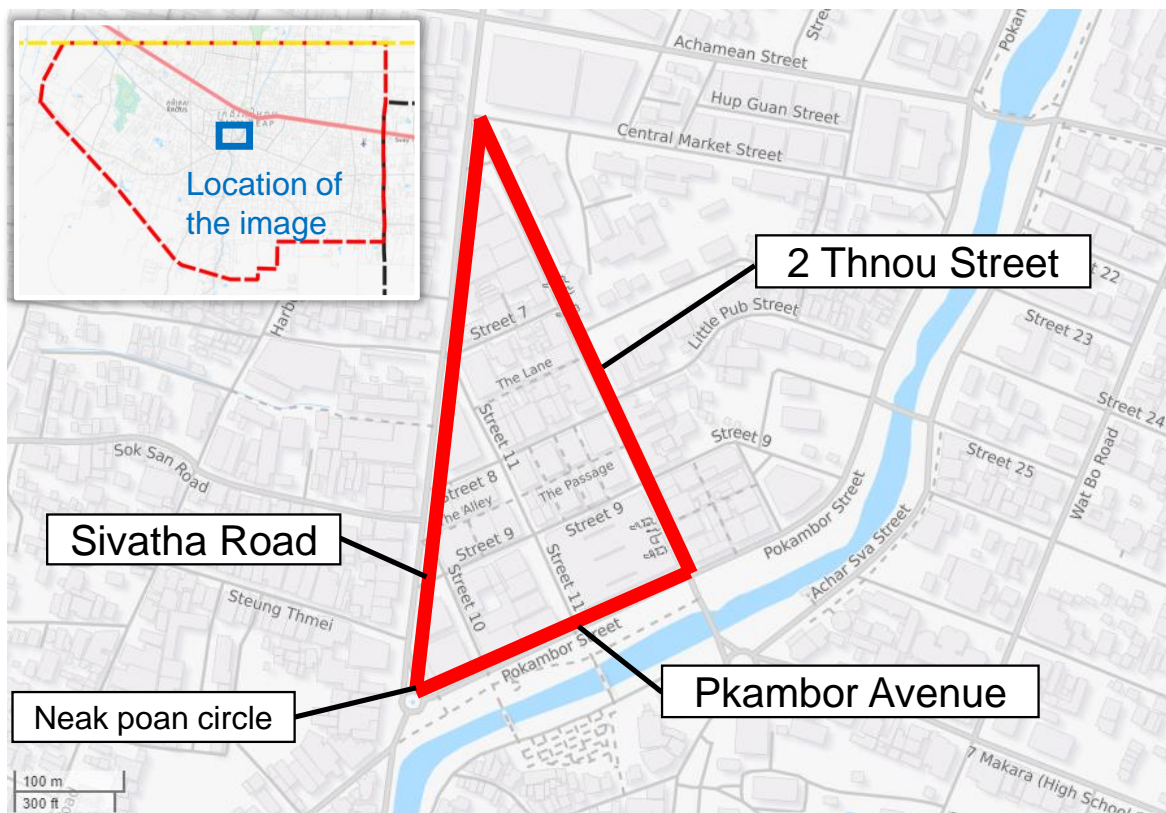 Location of
the image
Achamean Street
Hup Guan Street
Central Market Street
2 Thnou Street
Street 22
Street 7
Little Pub Street
Street 23
The Lane
Street 24
Street 11
Street 9
Street 25
Sok San Road
Street 8
The Passage
The Alley
Street 9
Wat Bo Road
Sivatha Road
Street 9
Pokambor Street
Achar Sva Street
Steung Thmei
Street 10
Street 11
Pokambor Street
Pkambor Avenue
Neak poan circle
7 Makara (High School
100 m
300 ft